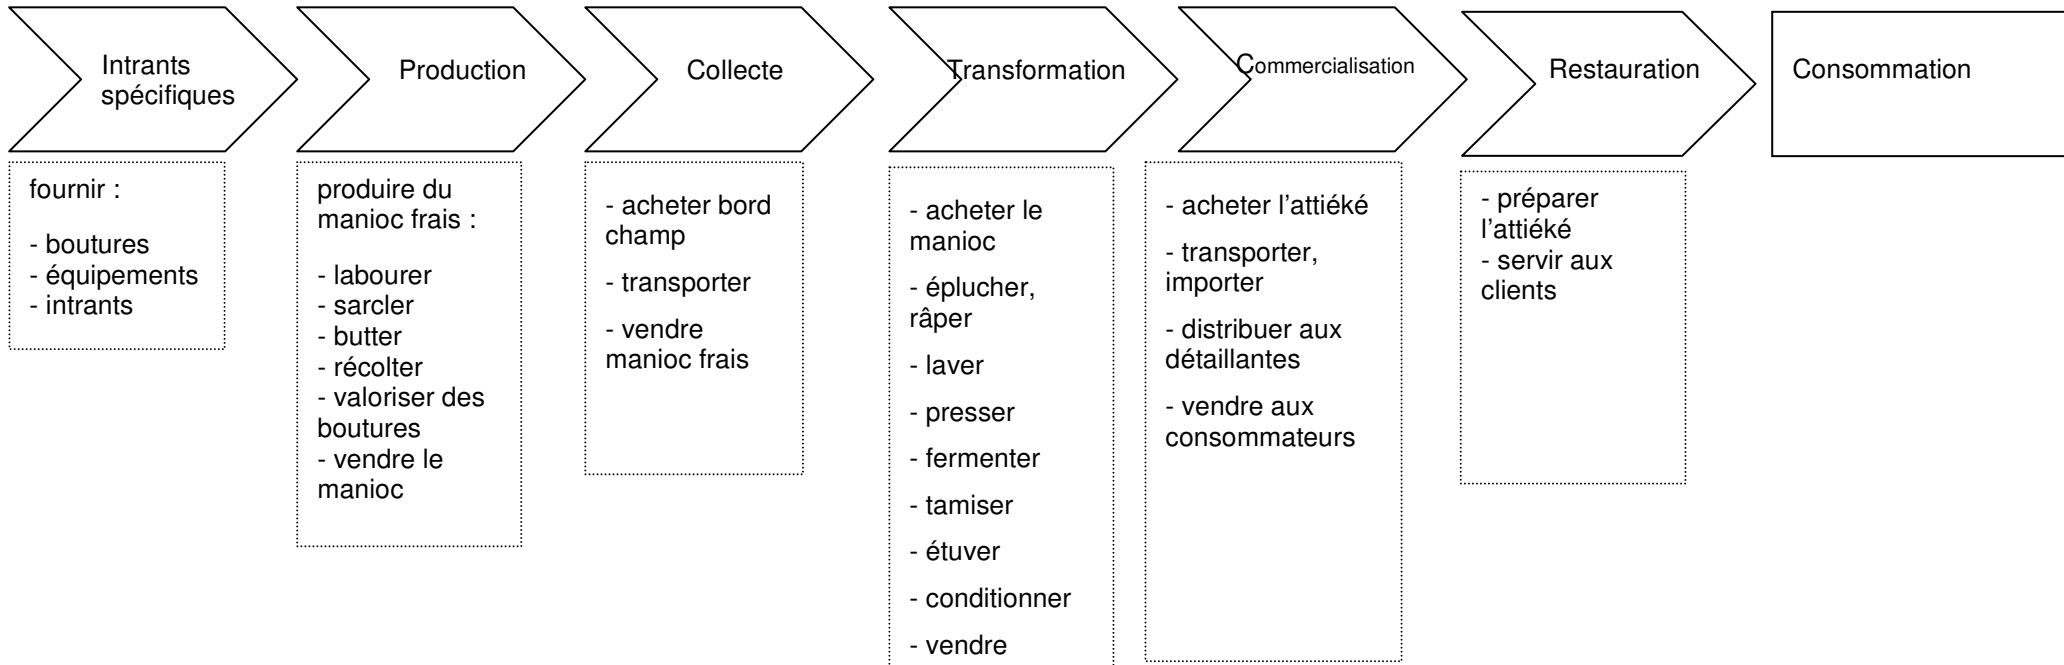 Intrants
spécifiques
Production
Collecte
Transformation
Commercialisation
Restauration
Consommation
fournir :
- boutures
- équipements
- intrants
produire du
manioc frais :
- labourer
- sarcler
- butter
- récolter
- valoriser des
boutures
- vendre le
manioc
- acheter bord
champ
- transporter
- vendre
manioc frais
- acheter le
manioc
- éplucher,
râper
- laver
- presser
- fermenter
- tamiser
- étuver
- conditionner
- vendre
- acheter l’attiéké
- transporter,
importer
- distribuer aux
détaillantes
- vendre aux
consommateurs
- préparer
l’attiéké
- servir aux
clients